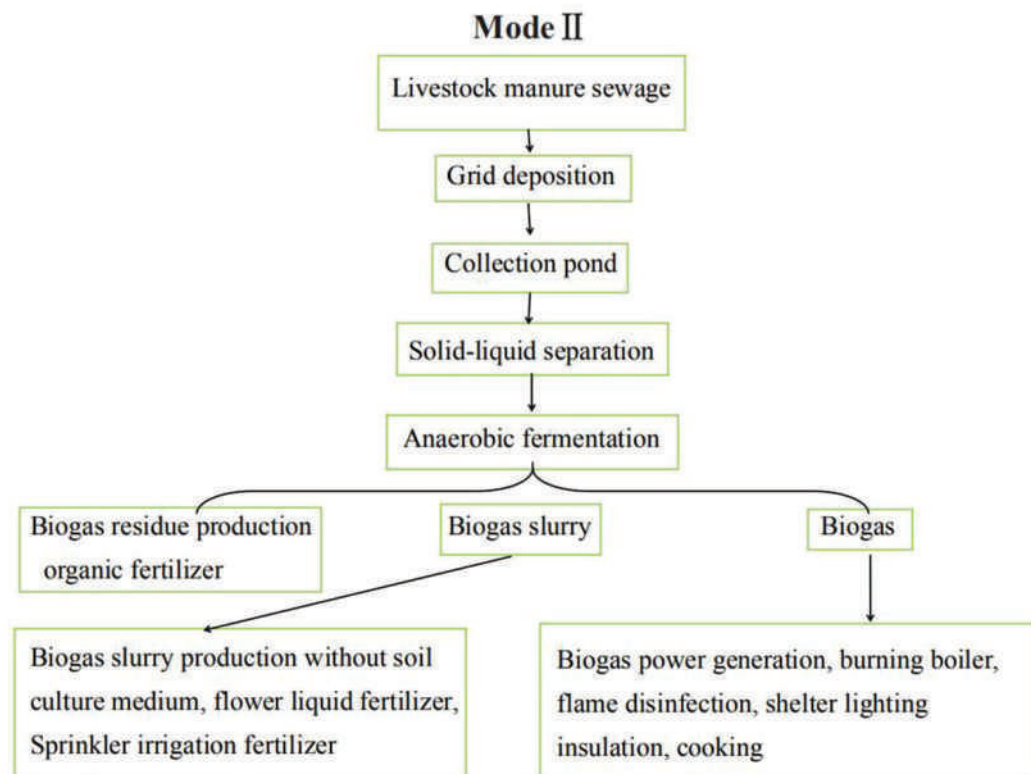 Mode Ⅱ
Livestock manure sewage
Grid deposition
Collection pond
Solid-liquid separation
Anaerobic fermentation
Biogas residue production
organic fertilizer
Biogas slurry
Biogas
Biogas slurry production without soil
culture medium, flower liquid fertilizer,
Sprinkler irrigation fertilizer
Biogas power generation, burning boiler,
flame disinfection, shelter lighting
insulation, cooking